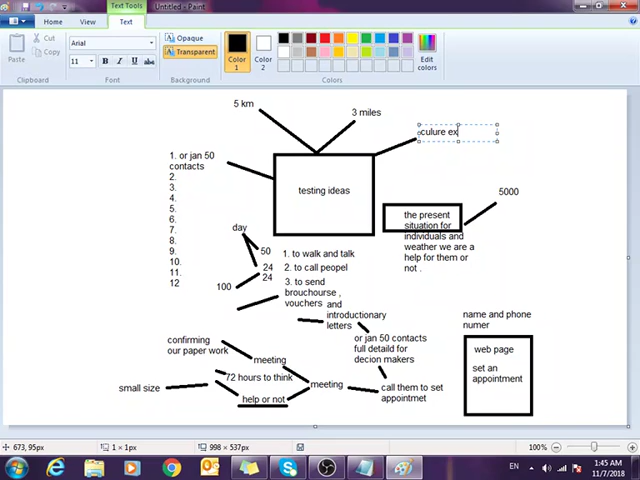 Text Tools
Untitled - Paint
Home
View
Text
Cut
Copy
Paste
Clipboard
Arial
11
B I U abc
Font
Opaque
Transparent
Background
Color 1
Color 2
Colors
Edit colors
5 km
3 miles
culure ex
1. or jan 50
contacts
2.
3.
4.
5.
6.
7.
8.
9.
10.
11.
12
testing ideas
5000
the present
situation for
individuals and
weather we are a
help for them or
not .
day
50
24
24
100
1. to walk and talk
2. to call peopel
3. to send
brouchourse ,
vouchers
and
introductionary
letters
name and phone
numer
web page
set an
appointment
or jan 50 contacts
full detaild for
decion makers
confirming
our paper work
meeting
72 hours to think
meeting
small size
help or not
call them to set
appointmet
673, 95px
1 × 1px
998 × 537px
100%
EN
1:45 AM
11/7/2018